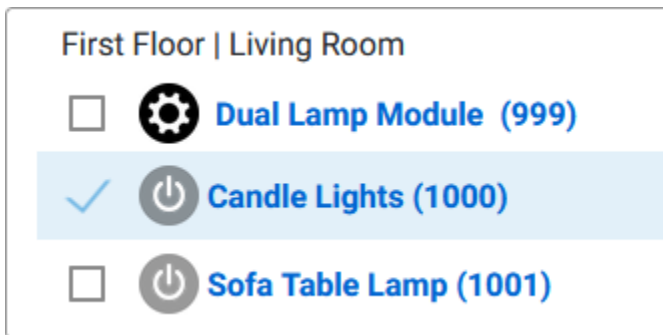 First Floor | Living Room
Dual Lamp Module (999)
Candle Lights (1000)
Sofa Table Lamp (1001)